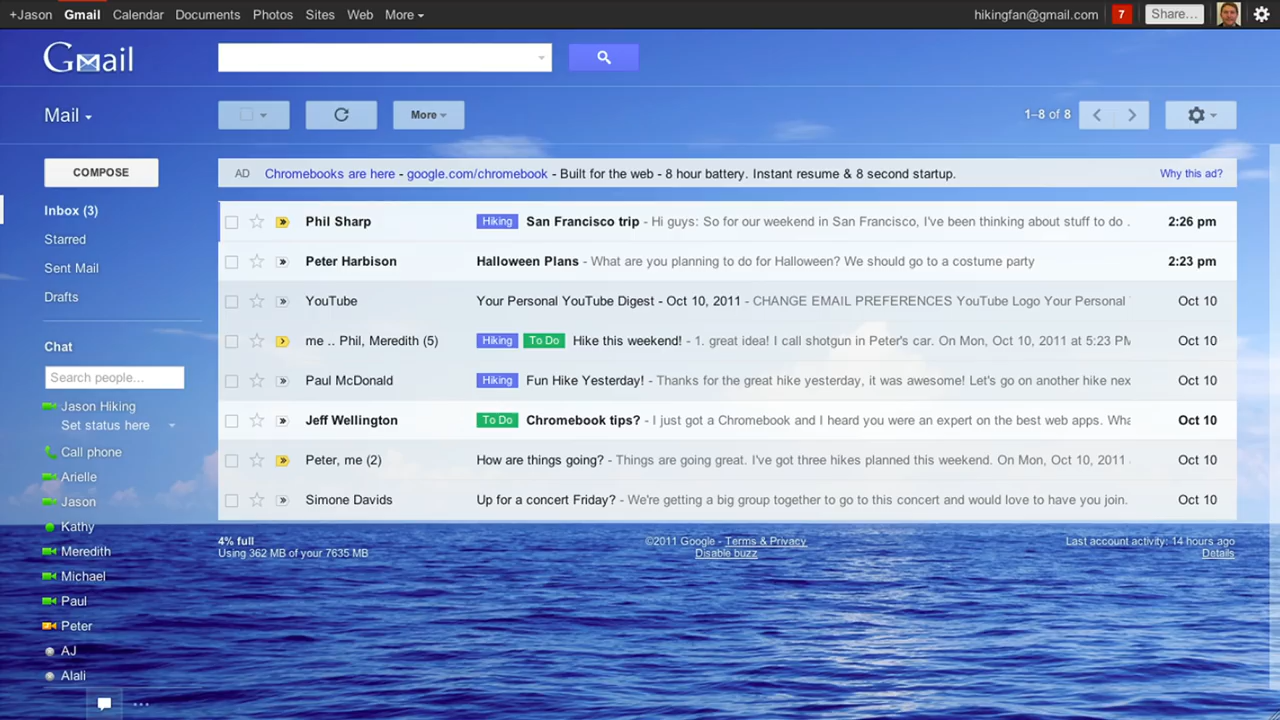 +Jason Gmail Calendar Documents Photos Sites Web More hikingfan@gmail.com 7 Share...
Gmail
Mail More 1–8 of 8
COMPOSE
AD Chromebooks are here - google.com/chromebook - Built for the web - 8 hour battery. Instant resume & 8 second startup. Why this ad?
Inbox (3)
Starred
Sent Mail
Drafts
Phil Sharp Hiking San Francisco trip - Hi guys: So for our weekend in San Francisco, I've been thinking about stuff to do . 2:26 pm
Peter Harbison Halloween Plans - What are you planning to do for Halloween? We should go to a costume party 2:23 pm
YouTube Your Personal YouTube Digest - Oct 10, 2011 - CHANGE EMAIL PREFERENCES YouTube Logo Your Personal Oct 10
me .. Phil, Meredith (5) Hiking To Do Hike this weekend! - 1. great idea! I call shotgun in Peter's car. On Mon, Oct 10, 2011 at 5:23 PM Oct 10
Paul McDonald Hiking Fun Hike Yesterday! - Thanks for the great hike yesterday, it was awesome! Let's go on another hike nex Oct 10
Jeff Wellington To Do Chromebook tips? - I just got a Chromebook and I heard you were an expert on the best web apps. Wha Oct 10
Peter, me (2) How are things going? - Things are going great. I've got three hikes planned this weekend. On Mon, Oct 10, 2011 Oct 10
Simone Davids Up for a concert Friday? - We're getting a big group together to go to this concert and would love to have you join. Oct 10
Chat
Search people...
Jason Hiking
Set status here
Call phone
Arielle
Jason
Kathy
Meredith
Michael
Paul
Peter
AJ
Alali
4% full ©2011 Google - Terms & Privacy Last account activity: 14 hours ago
Using 362 MB of your 7635 MB Disable buzz Details